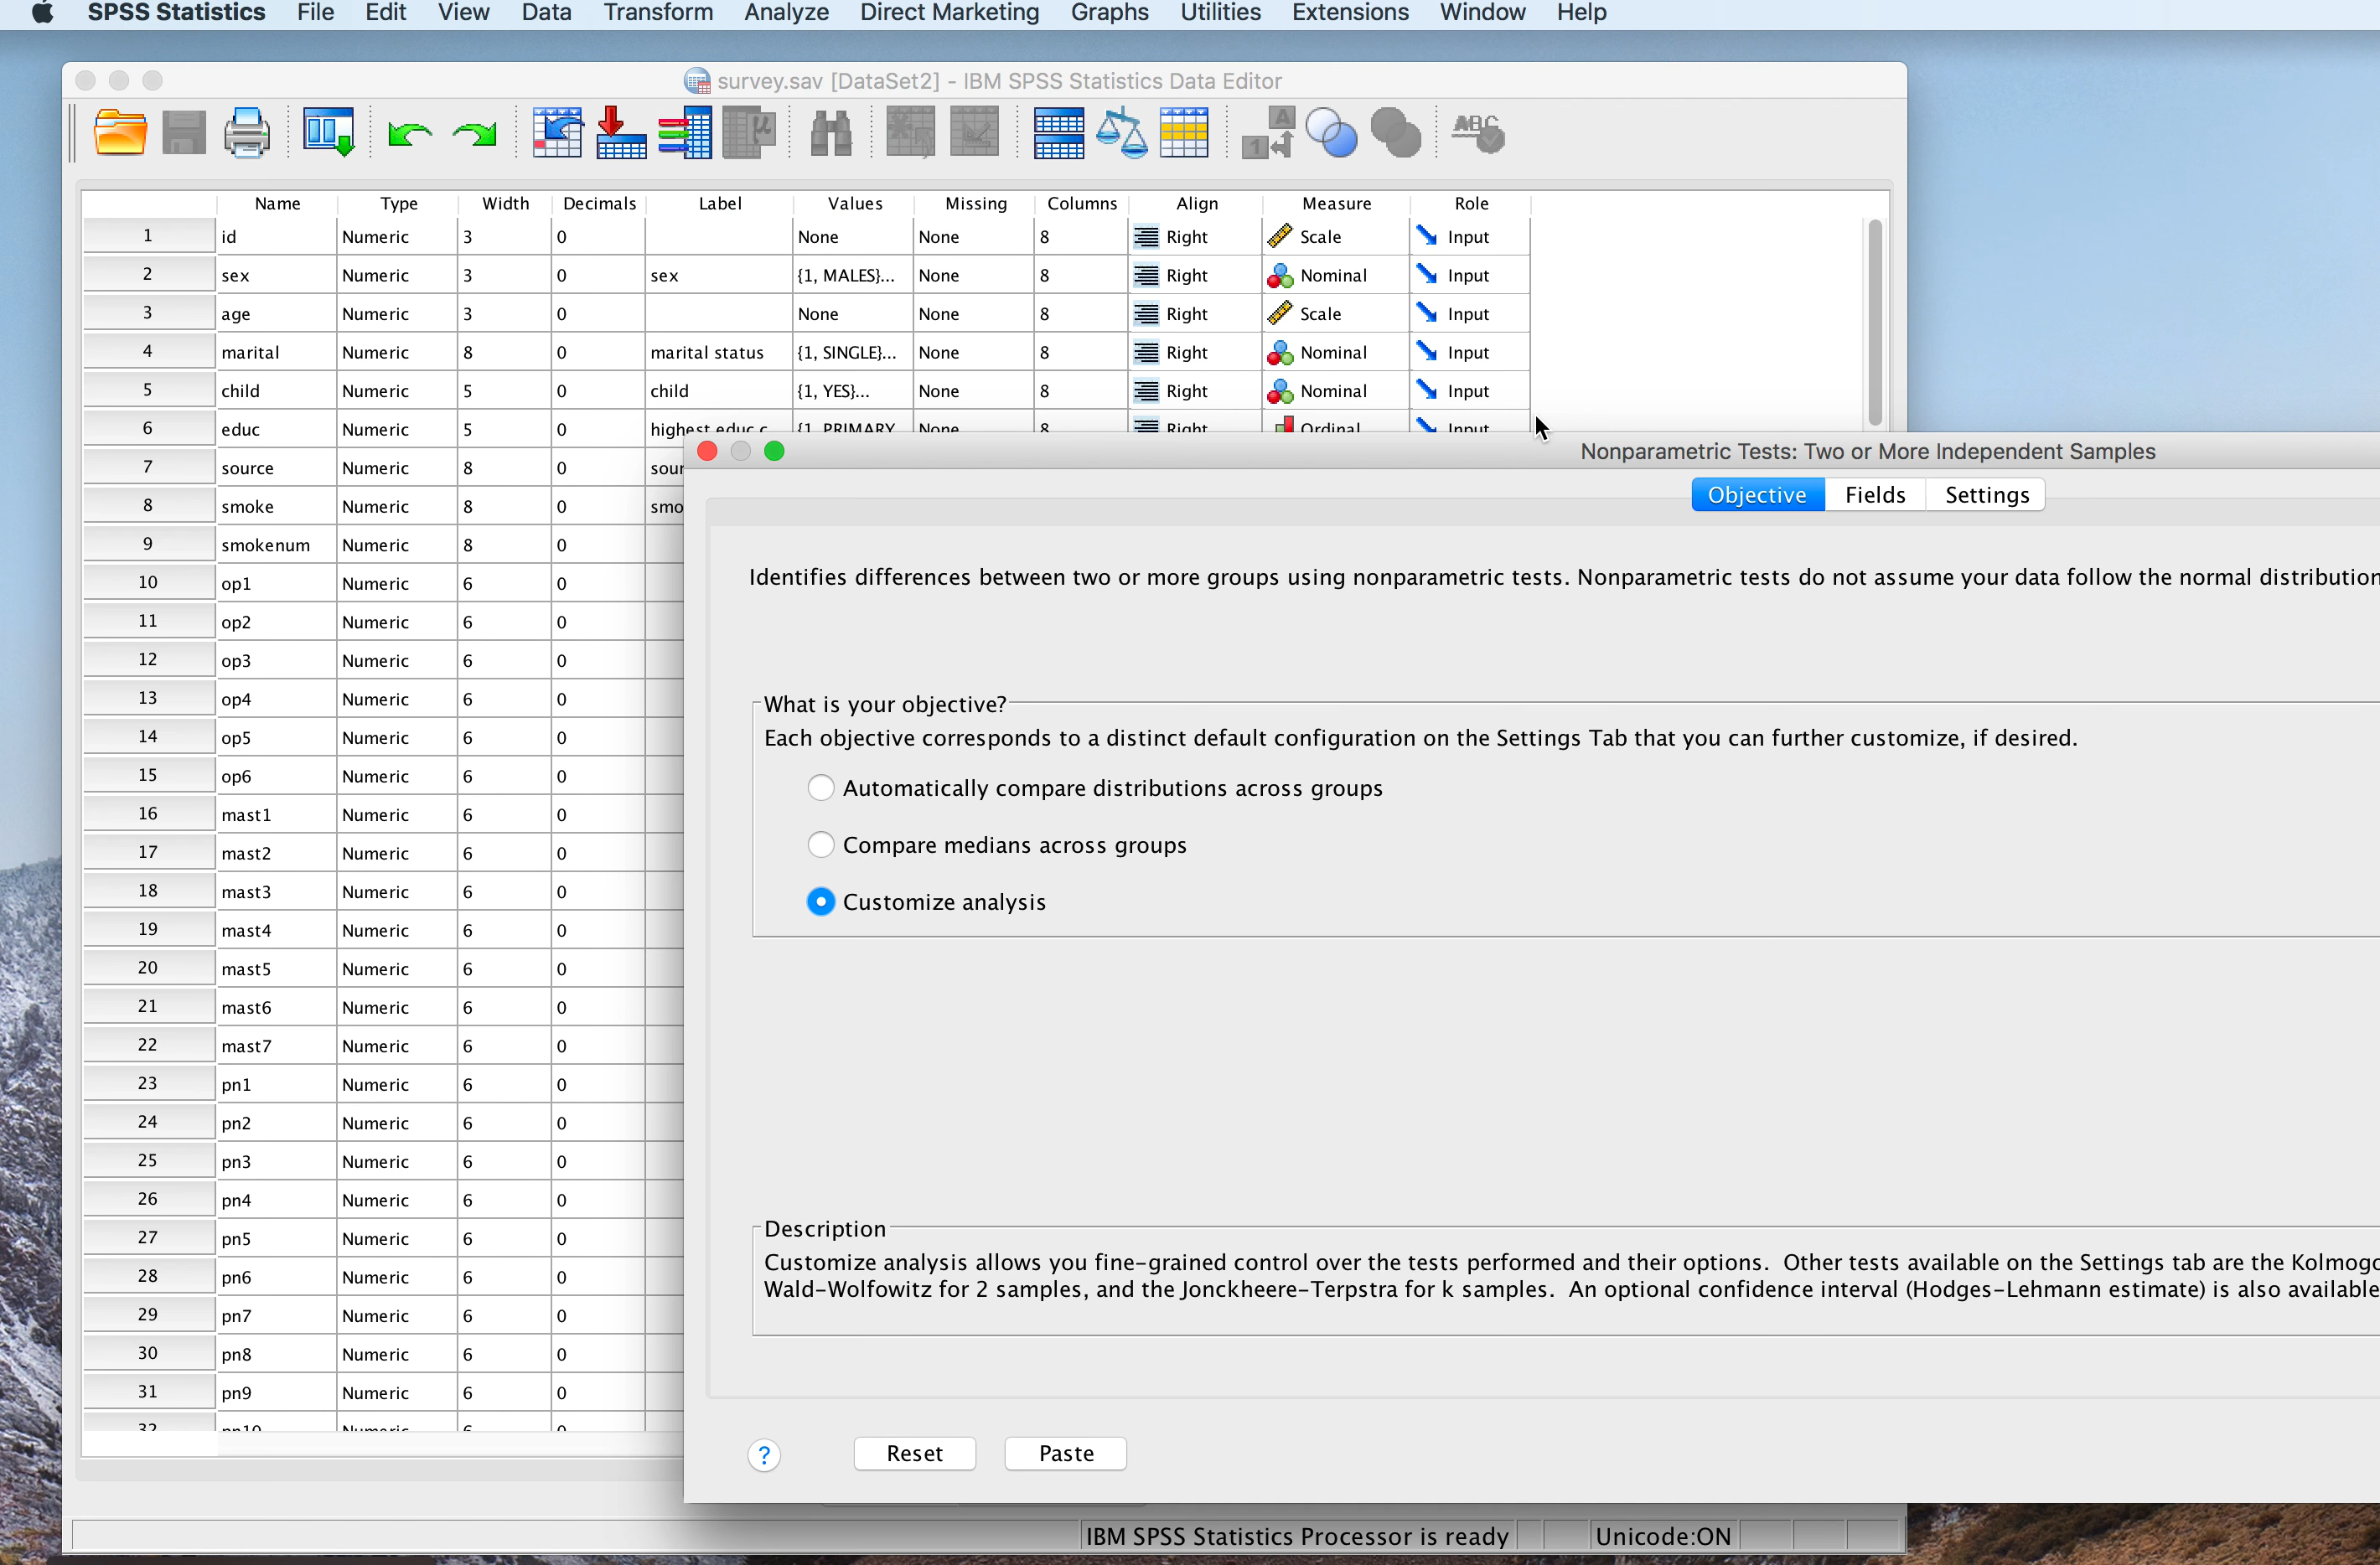 SPSS Statistics File Edit View Data Transform Analyze Direct Marketing Graphs Utilities Extensions Window Help
survey.sav [DataSet2] - IBM SPSS Statistics Data Editor
Name Type Width Decimals Label Values Missing Columns Align Measure Role
1 id Numeric 3 0 None None 8 Right Scale Input
2 sex Numeric 3 0 sex {1, MALES}... None 8 Right Nominal Input
3 age Numeric 3 0 None None 8 Right Scale Input
4 marital Numeric 8 0 marital status {1, SINGLE}... None 8 Right Nominal Input
5 child Numeric 5 0 child {1, YES}... None 8 Right Nominal Input
6 educ Numeric 5 0 highest educ c {1, PRIMARY None 8 Right Ordinal Input
7 source Numeric 8 0 sour
8 smoke Numeric 8 0 smo
9 smokenum Numeric 8 0
10 op1 Numeric 6 0
11 op2 Numeric 6 0
12 op3 Numeric 6 0
13 op4 Numeric 6 0
14 op5 Numeric 6 0
15 op6 Numeric 6 0
16 mast1 Numeric 6 0
17 mast2 Numeric 6 0
18 mast3 Numeric 6 0
19 mast4 Numeric 6 0
20 mast5 Numeric 6 0
21 mast6 Numeric 6 0
22 mast7 Numeric 6 0
23 pn1 Numeric 6 0
24 pn2 Numeric 6 0
25 pn3 Numeric 6 0
26 pn4 Numeric 6 0
27 pn5 Numeric 6 0
28 pn6 Numeric 6 0
29 pn7 Numeric 6 0
30 pn8 Numeric 6 0
31 pn9 Numeric 6 0
32 pn10 Numeric 6 0
Nonparametric Tests: Two or More Independent Samples
Objective Fields Settings
Identifies differences between two or more groups using nonparametric tests. Nonparametric tests do not assume your data follow the normal distribution
What is your objective?
Each objective corresponds to a distinct default configuration on the Settings Tab that you can further customize, if desired.
Automatically compare distributions across groups
Compare medians across groups
Customize analysis
Description
Customize analysis allows you fine-grained control over the tests performed and their options. Other tests available on the Settings tab are the Kolmogo
Wald-Wolfowitz for 2 samples, and the Jonckheere-Terpstra for k samples. An optional confidence interval (Hodges-Lehmann estimate) is also available
? Reset Paste
IBM SPSS Statistics Processor is ready Unicode:ON